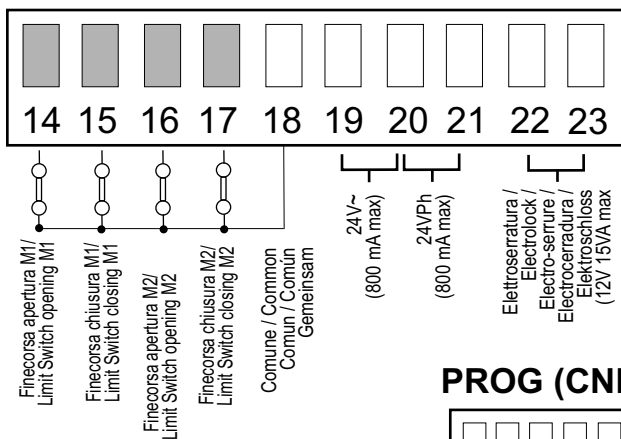 14 15 16 17 18 19 20 21 22 23
Finecorsa apertura M1/
Limit Switch opening M1
Finecorsa chiusura M1/
Limit Switch closing M1
Finecorsa apertura M2/
Limit Switch opening M2
Finecorsa chiusura M2/
Limit Switch closing M2
Comune / Common
Comun / Común
Gemeinsam
24V~
(800 mA max)
24VPh
(800 mA max)
Elettroserratura /
Electrolock /
Electro-serrure /
Electrocerradura /
Elektroschloss
(12V 15VA max
PROG (CN